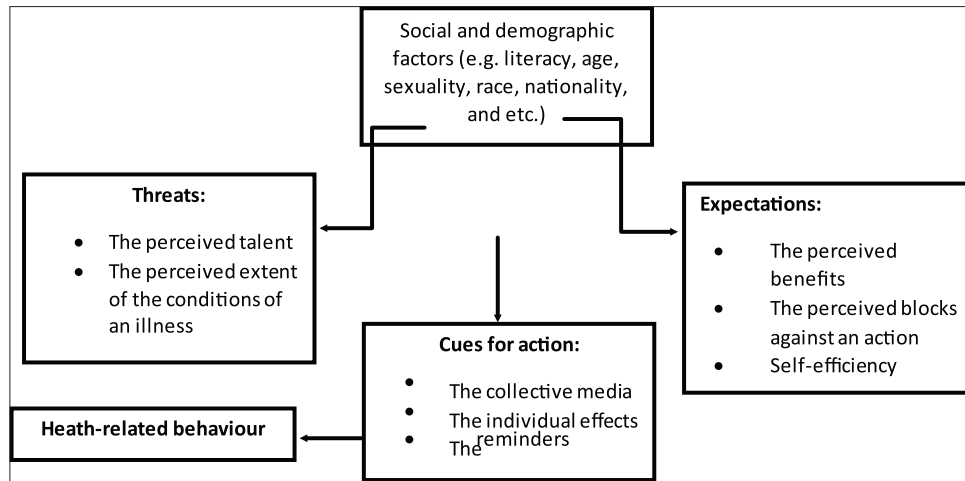 Social and demographic
factors (e.g. literacy, age,
sexuality, race, nationality,
and etc.)
Threats:
• The perceived talent
• The perceived extent
of the conditions of
an illness
Expectations:
• The perceived
benefits
• The perceived blocks
against an action
• Self-efficiency
Cues for action:
• The collective media
• The individual effects
• The reminders
Heath-related behaviour